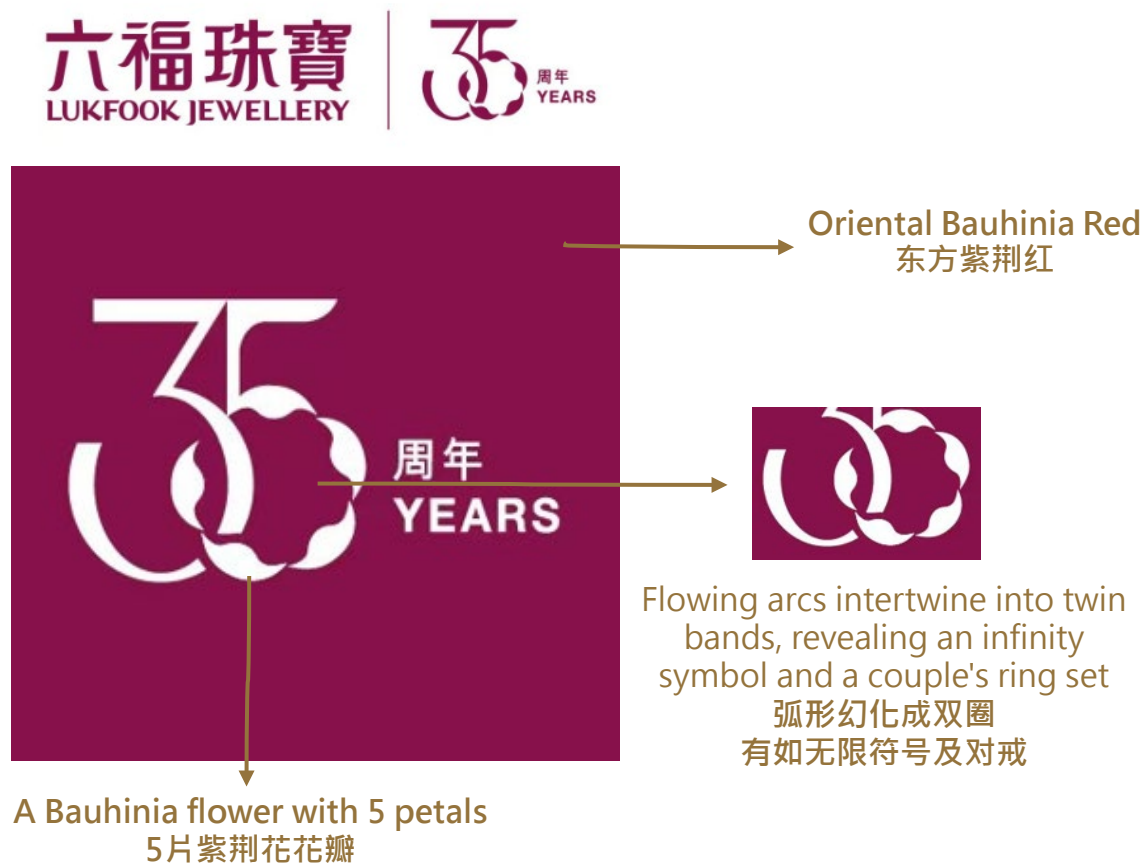 六福珠寶
LUKFOOK JEWELLERY
35
周年
YEARS
Oriental Bauhinia Red
东方紫荆红
35
周年
YEARS
Flowing arcs intertwine into twin
bands, revealing an infinity
symbol and a couple's ring set
弧形幻化成双圈
有如无限符号及对戒
A Bauhinia flower with 5 petals
5片紫荆花花瓣